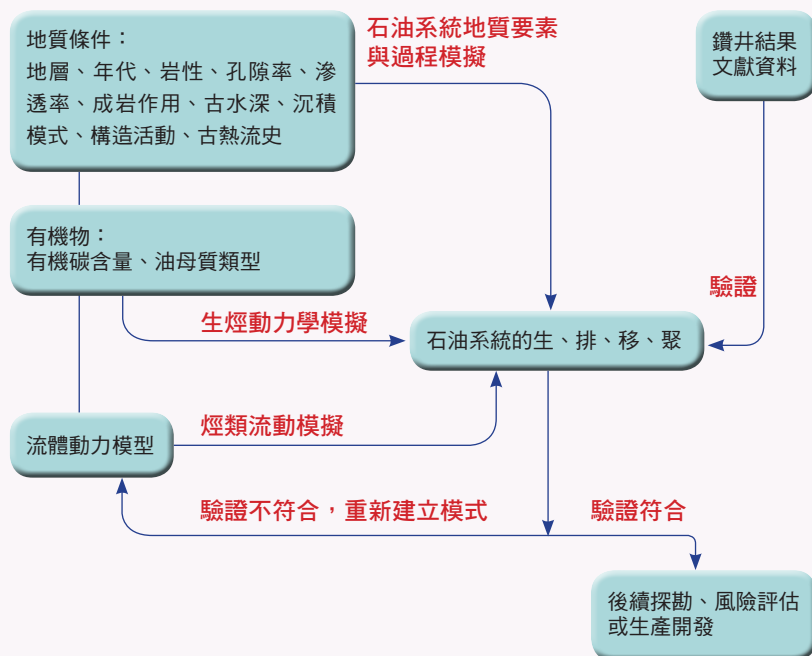 地質條件：
地層、年代、岩性、孔隙率、滲
透率、成岩作用、古水深、沉積
模式、構造活動、古熱流史
石油系統地質要素
與過程模擬
鑽井結果
文獻資料
有機物：
有機碳含量、油母質類型
驗證
生烴動力學模擬
石油系統的生、排、移、聚
流體動力模型
烴類流動模擬
驗證不符合，重新建立模式
驗證符合
後續探勘、風險評估
或生產開發